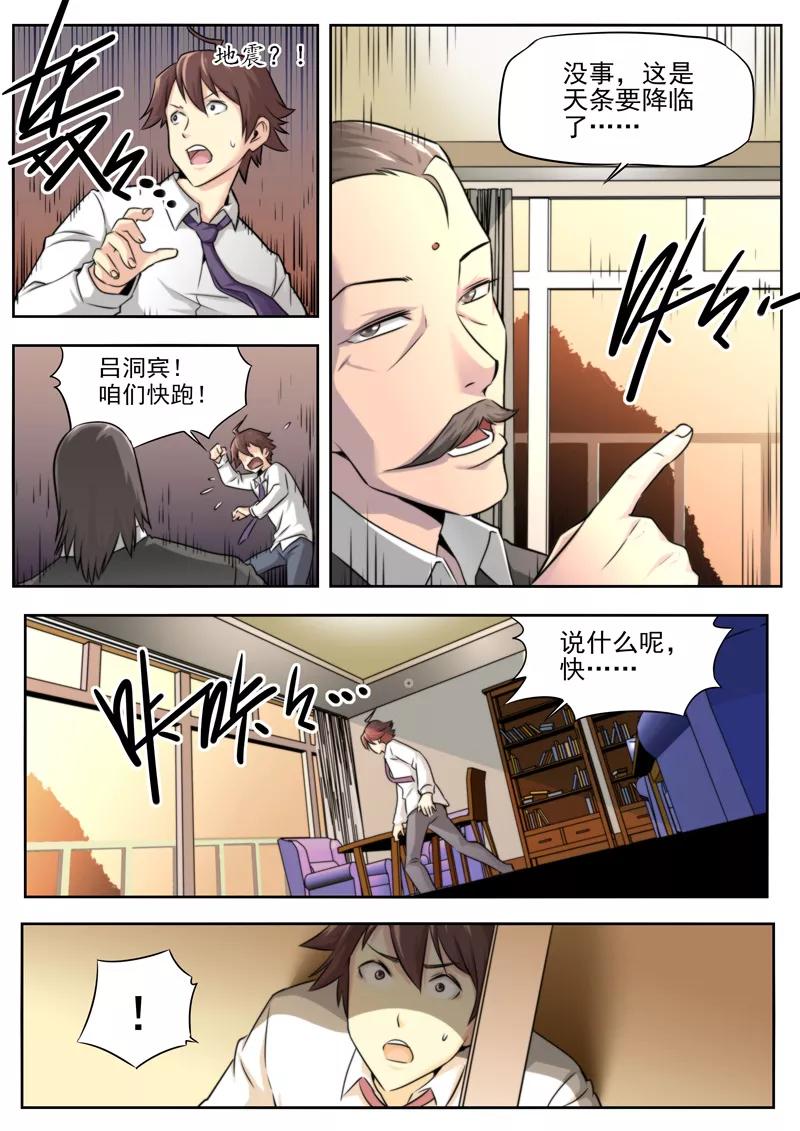 地震？！
轰轰
没事，这是
天条要降临
了……
咔…
吕洞宾！
咱们快跑！
咔咔…
说什么呢，
快……
！